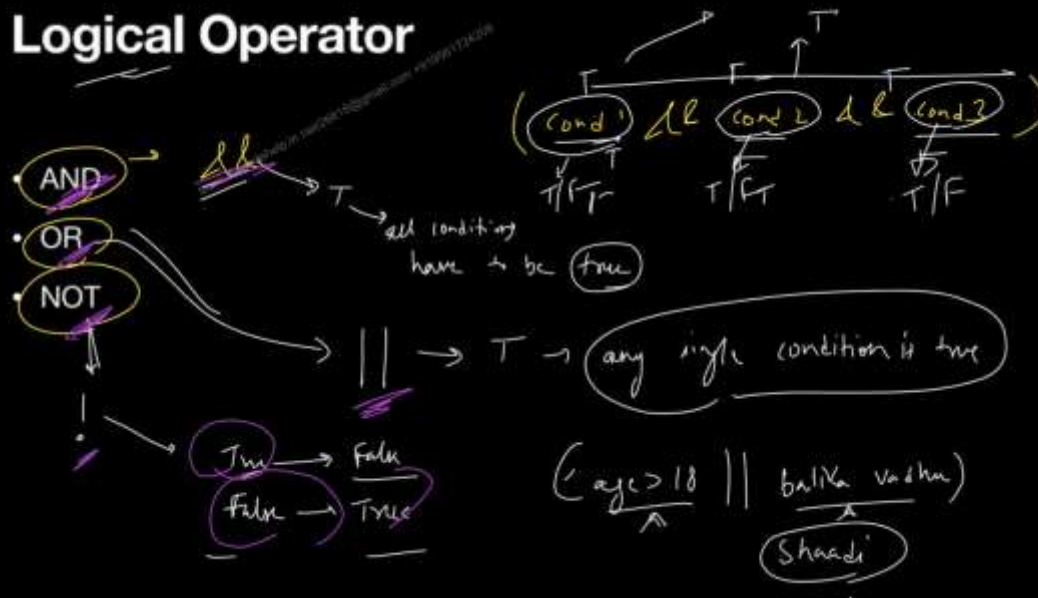 Logical Operator
T
T T T
(cond 1 && cond 2 && cond 3)
T
T/F T T/F T T/F
• AND → && → T → all conditions
have to be true
• OR → || → T → any single condition is true
• NOT
!
True → False
False → True
(age > 18 || balika vadhu)
Shaadi